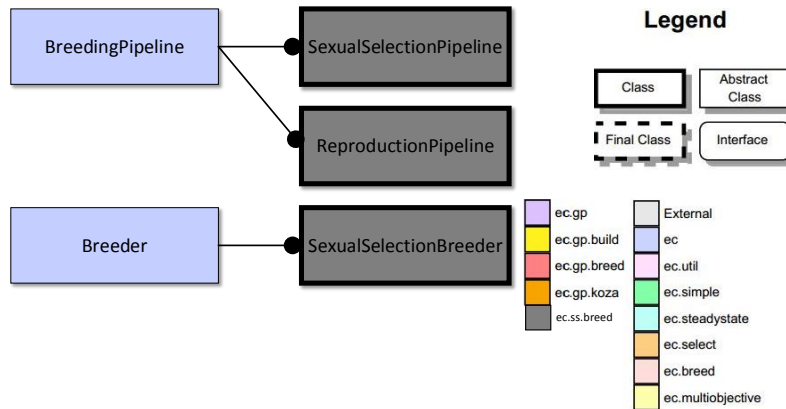 Legend
BreedingPipeline
SexualSelectionPipeline
Class
Abstract
Class
ReproductionPipeline
Final Class
Interface
Breeder
SexualSelectionBreeder
ec.gp
ec.gp.build
ec.gp.breed
ec.gp.koza
ec.ss.breed
External
ec
ec.util
ec.simple
ec.steadystate
ec.select
ec.breed
ec.multiobjective